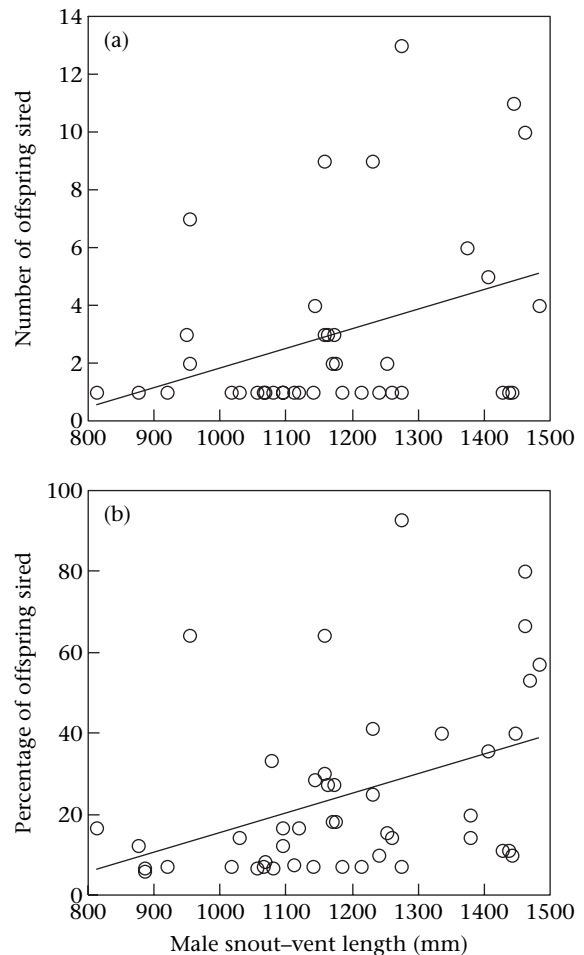 (a)
14
12
10
8
6
4
2
0
Number of offspring sired
800 900 1000 1100 1200 1300 1400 1500
(b)
100
80
60
40
20
0
Percentage of offspring sired
800 900 1000 1100 1200 1300 1400 1500
Male snout–vent length (mm)